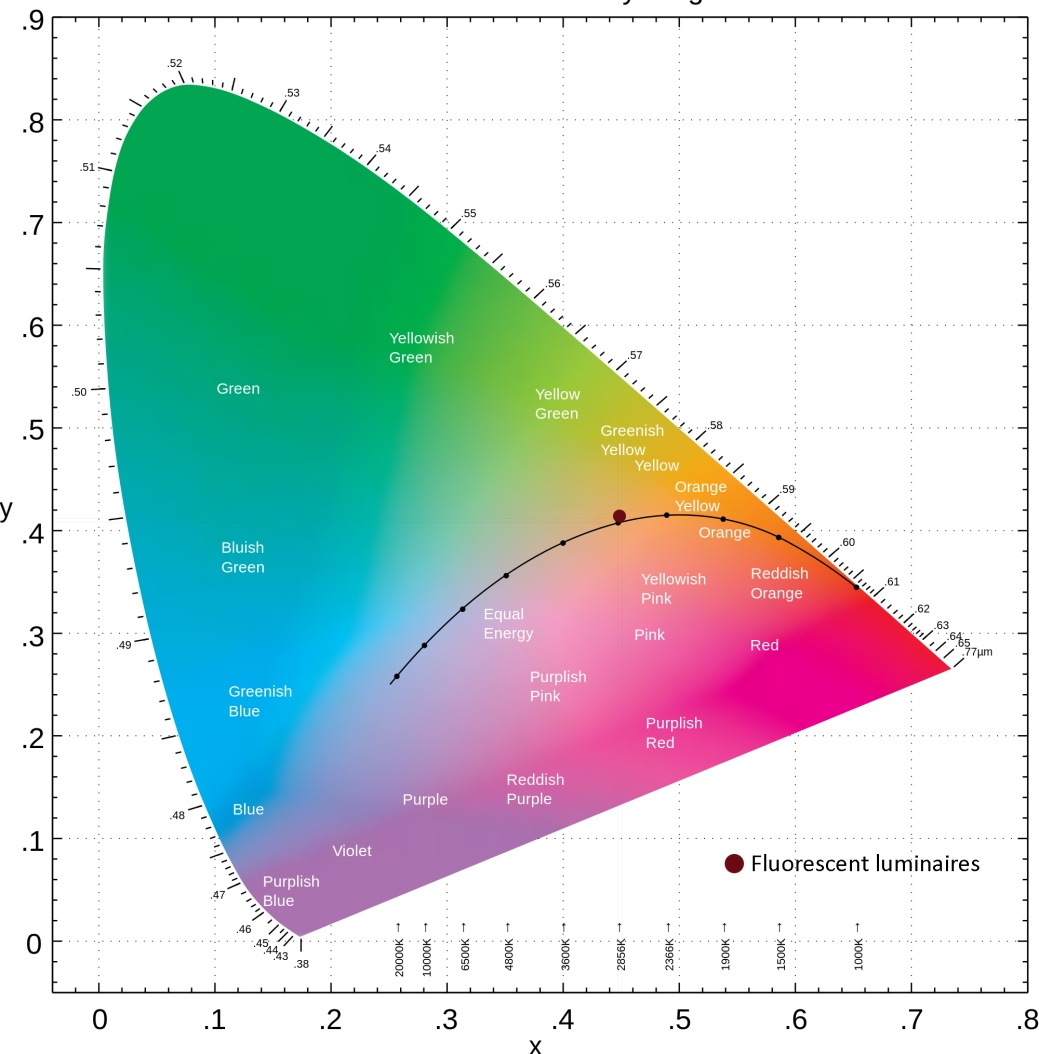 .9
.52
.53
.8
.54
.51
.55
.7
.56
.6
Yellowish
Green
.57
.50
Green
Yellow
Green
.5
Greenish
Yellow
.58
Yellow
Orange
Yellow
.59
y
.4
Orange
.60
Bluish
Green
Yellowish
Pink
Reddish
Orange
.61
Equal
Energy
.62
.3
.49
Pink
Red
.63
.64
.65
.77µm
Purplish
Pink
Greenish
Blue
Purplish
Red
.2
Reddish
Purple
Purple
Blue
.48
.1
Violet
Fluorescent luminaires
Purplish
Blue
.47
.46
.45
.44
.43
.38
0
20000K
10000K
6500K
4800K
3600K
2856K
2366K
1900K
1500K
1000K
0 .1 .2 .3 .4 .5 .6 .7 .8
x